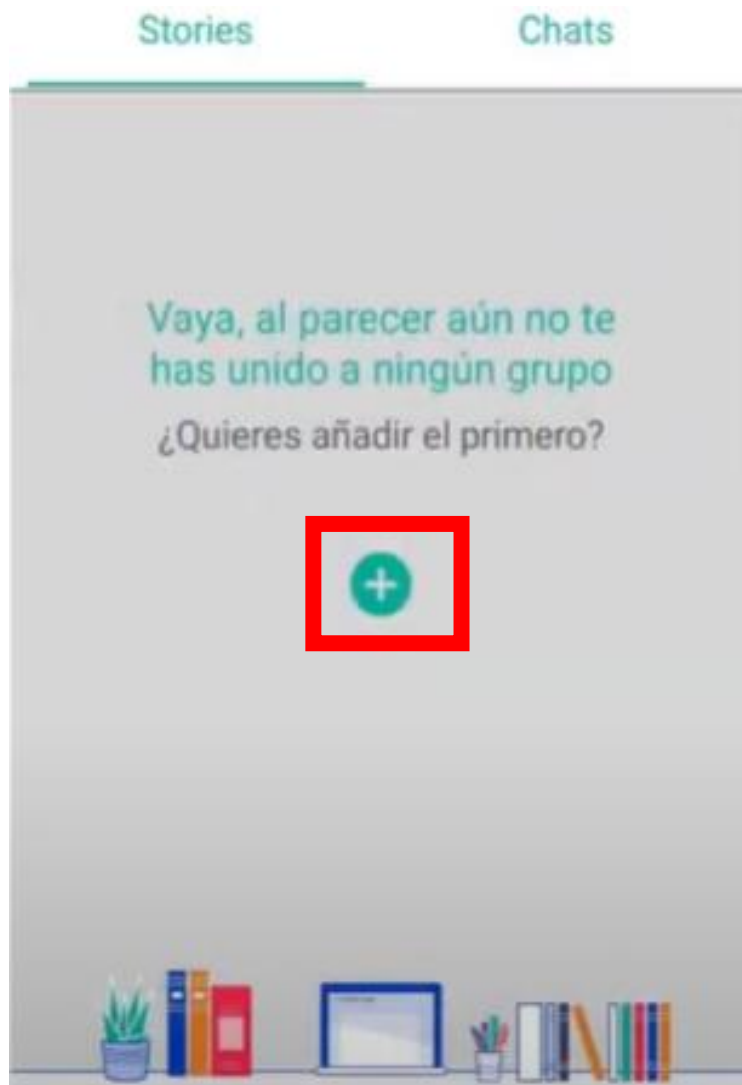 Stories
Chats
Vaya, al parecer aún no te
has unido a ningún grupo
¿Quieres añadir el primero?